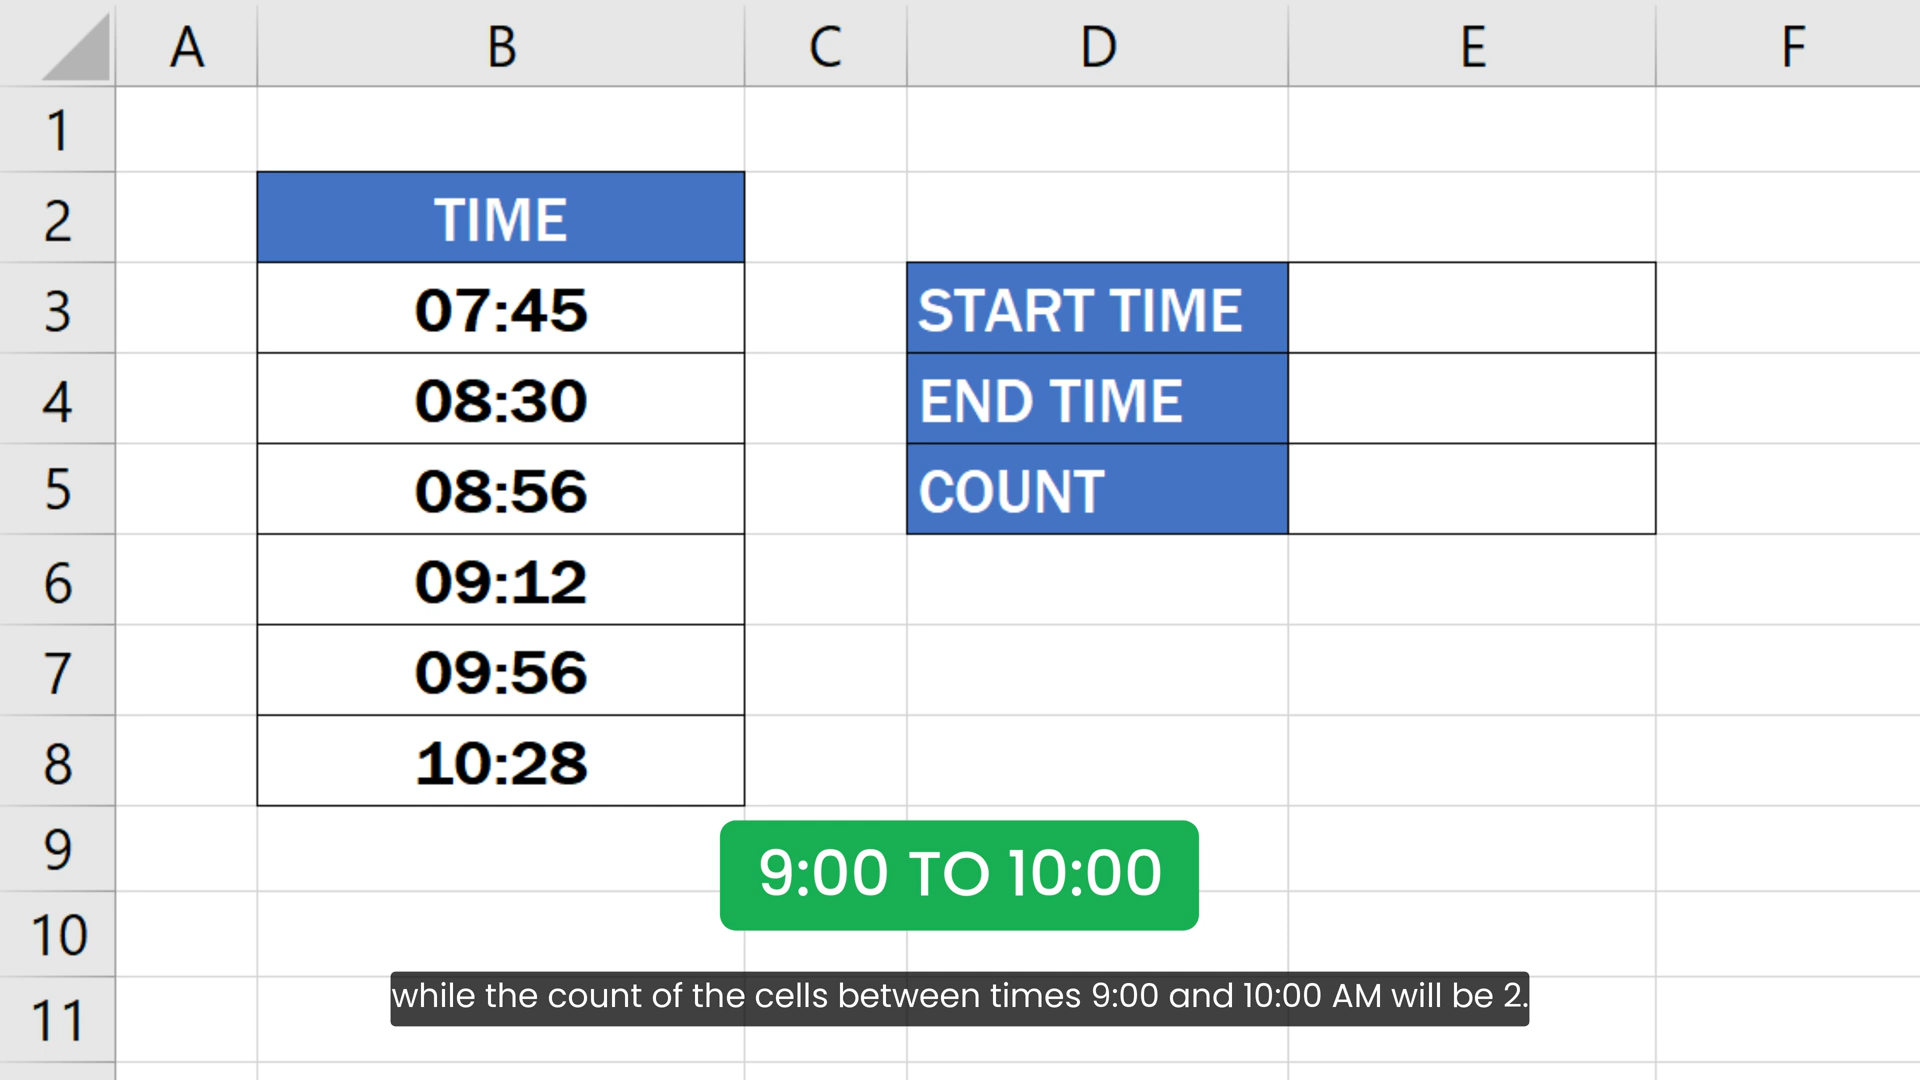 A B C D E F
1
2 TIME
3 07:45 START TIME
4 08:30 END TIME
5 08:56 COUNT
6 09:12
7 09:56
8 10:28
9
9:00 TO 10:00
10
while the count of the cells between times 9:00 and 10:00 AM will be 2.
11